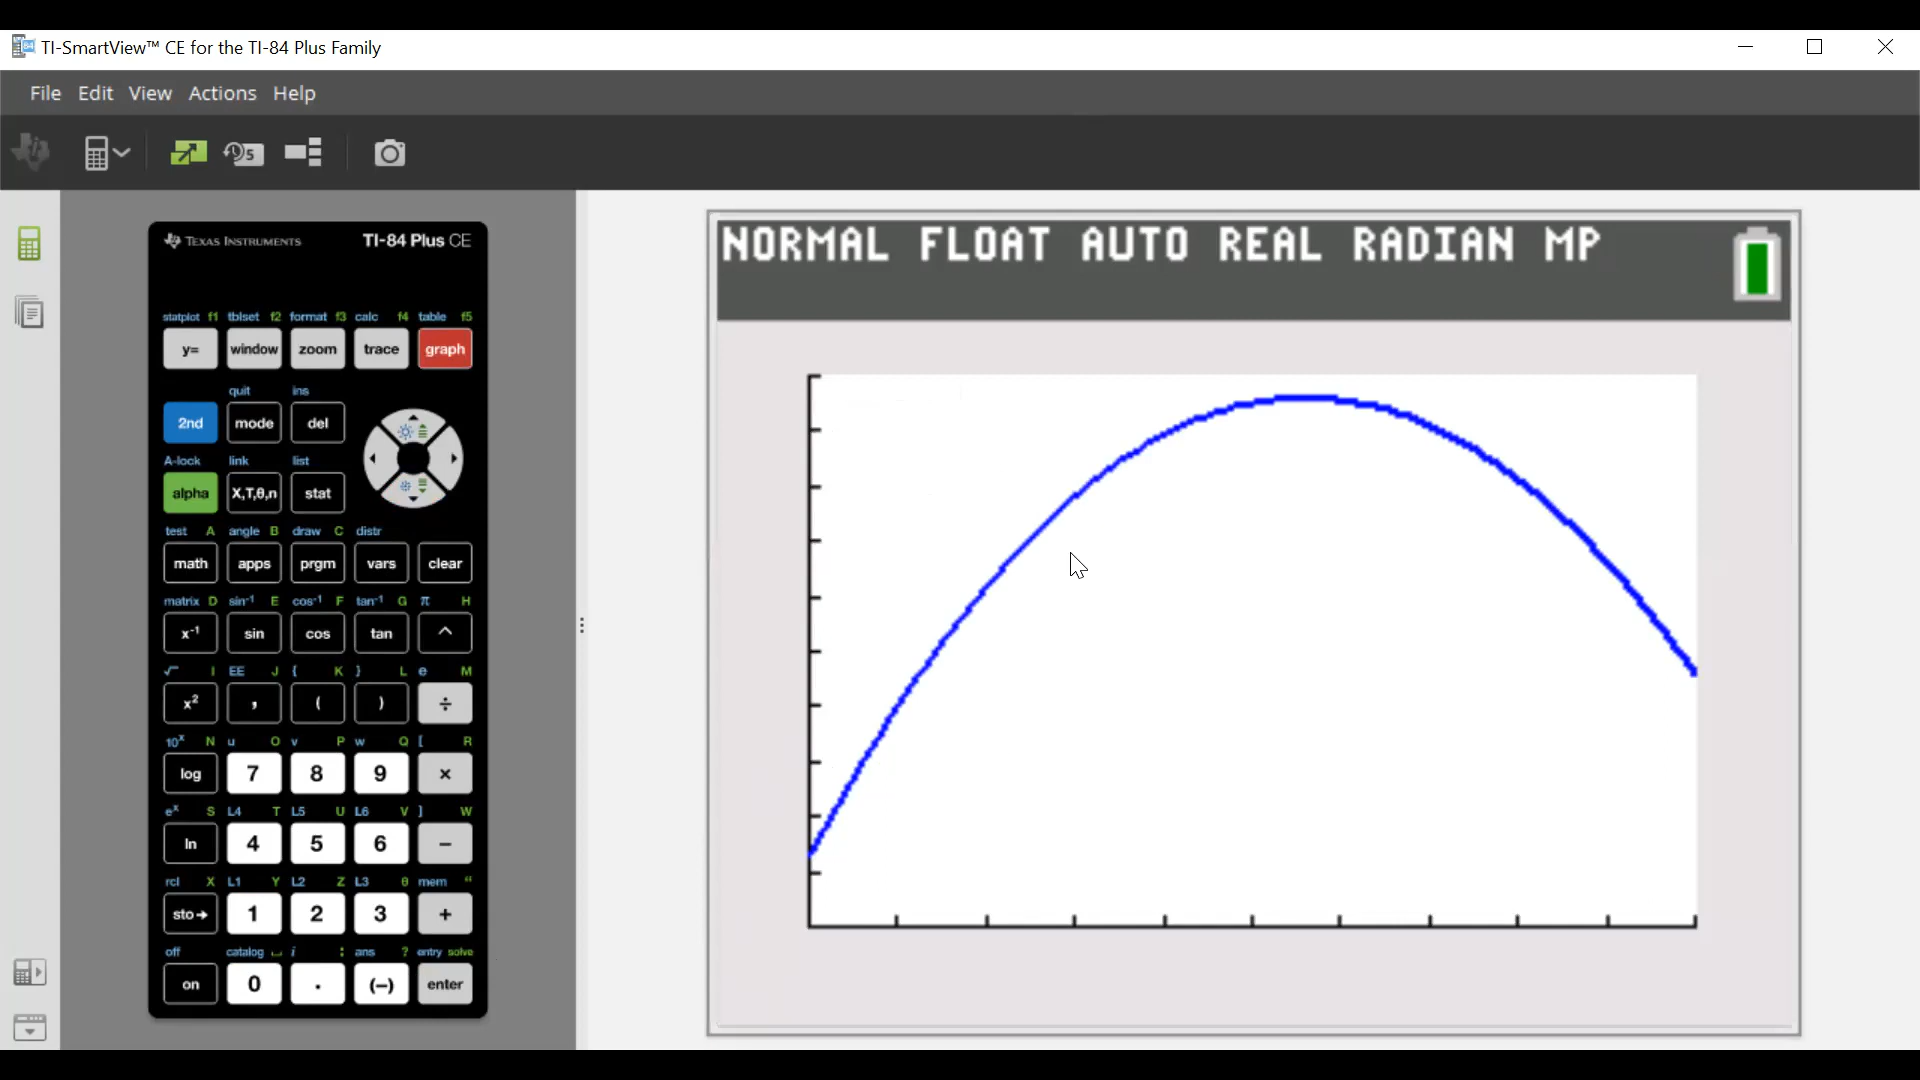 TI-SmartView™ CE for the TI-84 Plus Family
File Edit View Actions Help
5
TEXAS INSTRUMENTS TI-84 Plus CE
NORMAL FLOAT AUTO REAL RADIAN MP
statplot f1 tblset f2 format f3 calc f4 table f5
y= window zoom trace graph
quit ins
2nd mode del
A-lock link list
alpha X,T,θ,n stat
test A angle B draw C distr
math apps prgm vars clear
matrix D sin⁻¹ E cos⁻¹ F tan⁻¹ G π H
x⁻¹ sin cos tan ^
√ I EE J { K } L e M
x² , ( ) ÷
10ˣ N u O v P w Q [ R
log 7 8 9 ×
eˣ S L4 T L5 U L6 V ] W
ln 4 5 6 −
rcl X L1 Y L2 Z L3 θ mem "
sto→ 1 2 3 +
off catalog ⎵ i : ans ? entry solve
on 0 . (−) enter